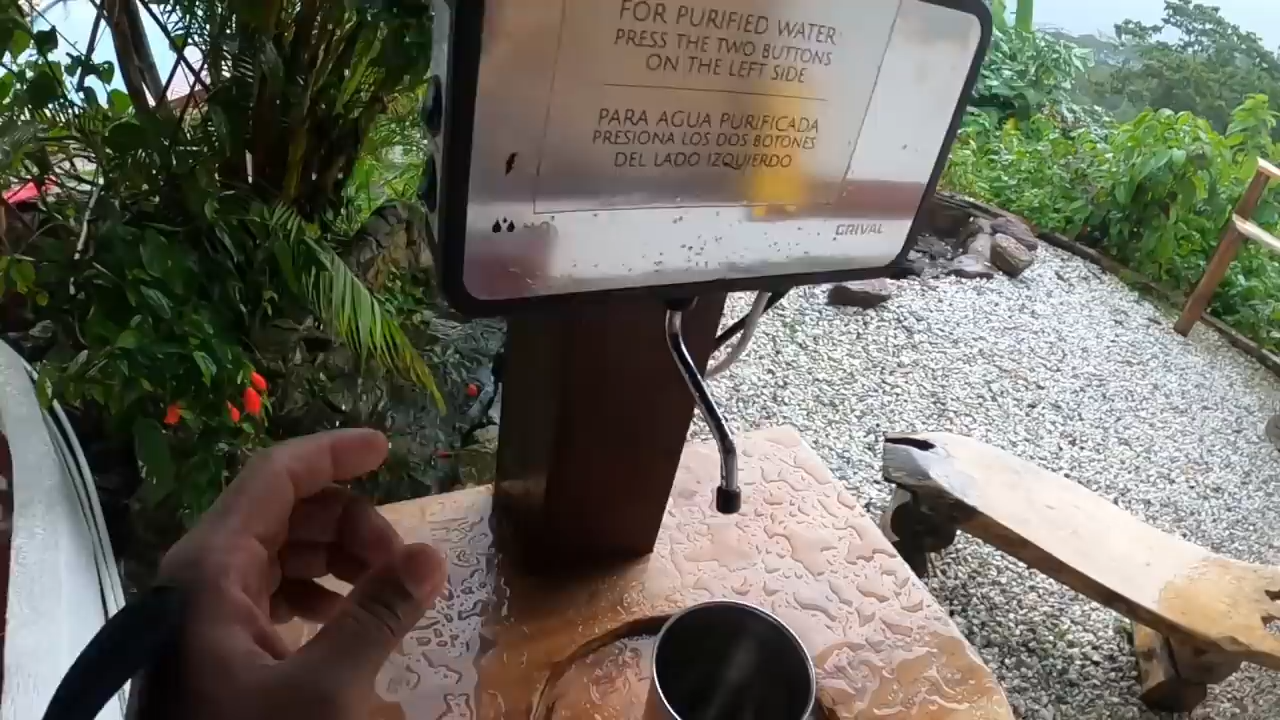 FOR PURIFIED WATER
PRESS THE TWO BUTTONS
ON THE LEFT SIDE
PARA AGUA PURIFICADA
PRESIONA LOS DOS BOTONES
DEL LADO IZQUIERDO
GRIVAL